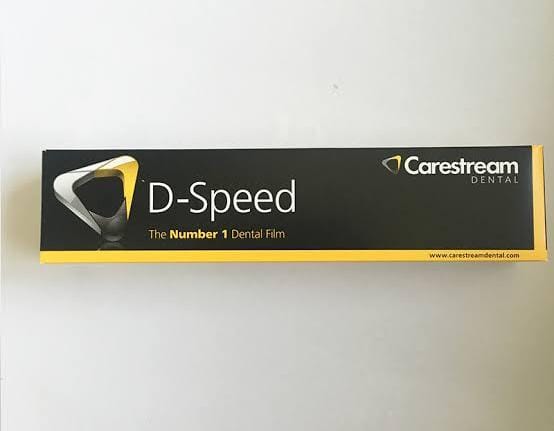 D-Speed
The Number 1 Dental Film
Carestream
DENTAL
www.carestreamdental.com